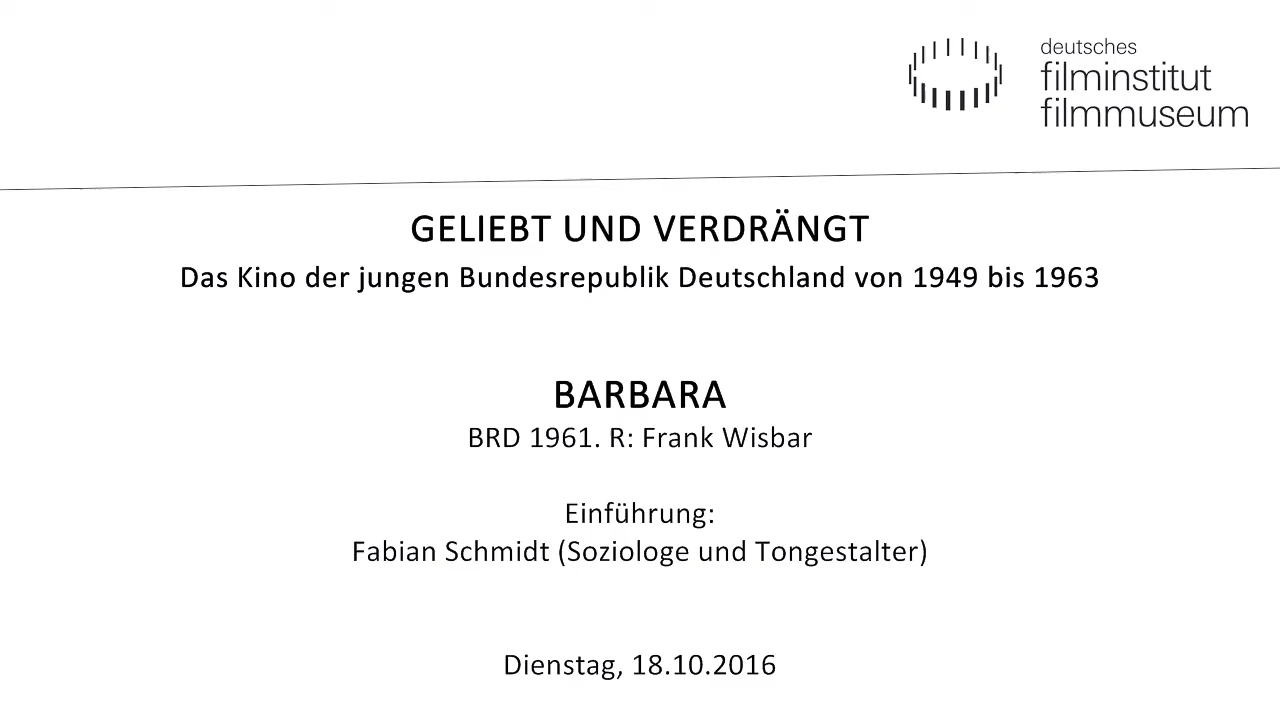 deutsches
filminstitut
filmmuseum
GELIEBT UND VERDRÄNGT
Das Kino der jungen Bundesrepublik Deutschland von 1949 bis 1963
BARBARA
BRD 1961. R: Frank Wisbar
Einführung:
Fabian Schmidt (Soziologe und Tongestalter)
Dienstag, 18.10.2016